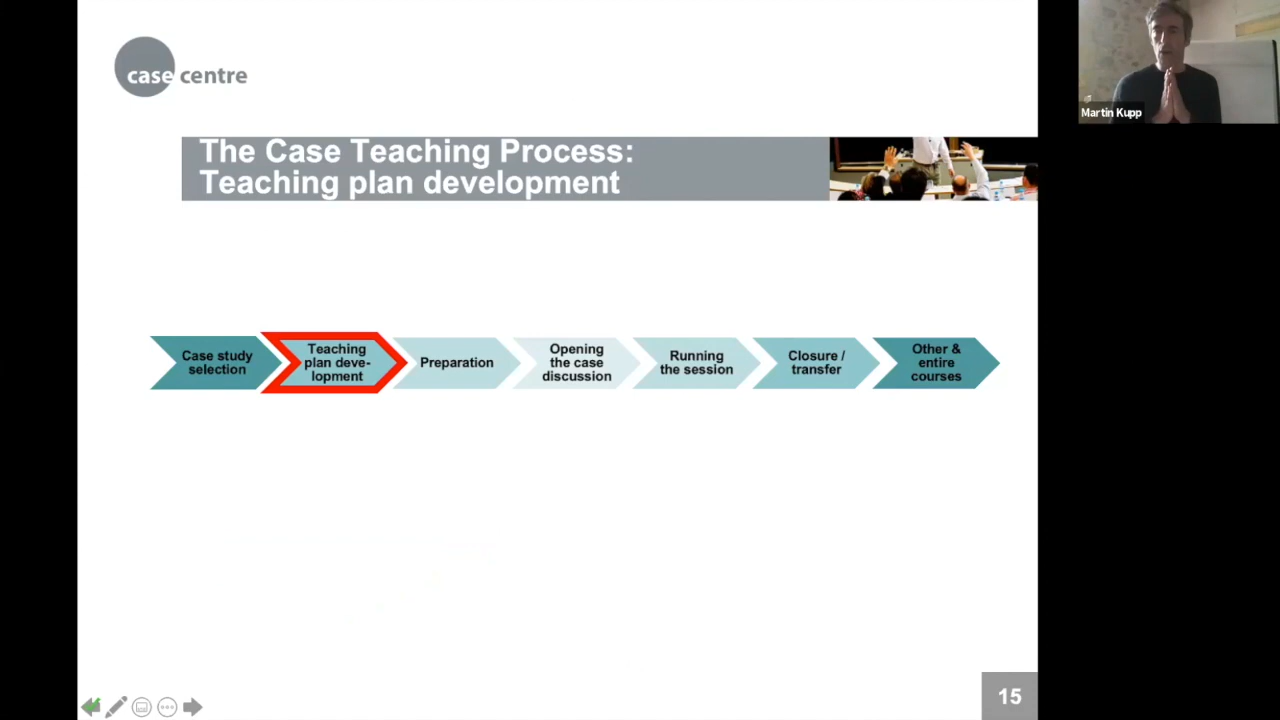 case centre
Martin Kupp
The Case Teaching Process:
Teaching plan development
Case study
selection
Teaching
plan deve-
lopment
Preparation
Opening
the case
discussion
Running
the session
Closure /
transfer
Other &
entire
courses
15